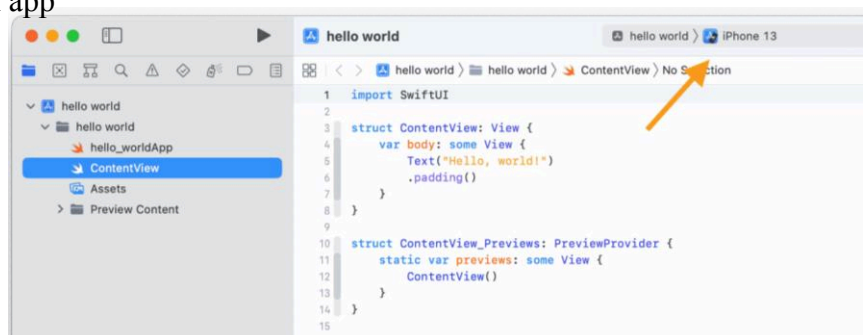 app
hello world
hello world 〉 iPhone 13
hello world 〉 hello world 〉 ContentView 〉 No Selection
hello world
hello world
hello_worldApp
ContentView
Assets
Preview Content
1 import SwiftUI
2
3 struct ContentView: View {
4 var body: some View {
5 Text("Hello, world!")
6 .padding()
7 }
8 }
9
10 struct ContentView_Previews: PreviewProvider {
11 static var previews: some View {
12 ContentView()
13 }
14 }
15